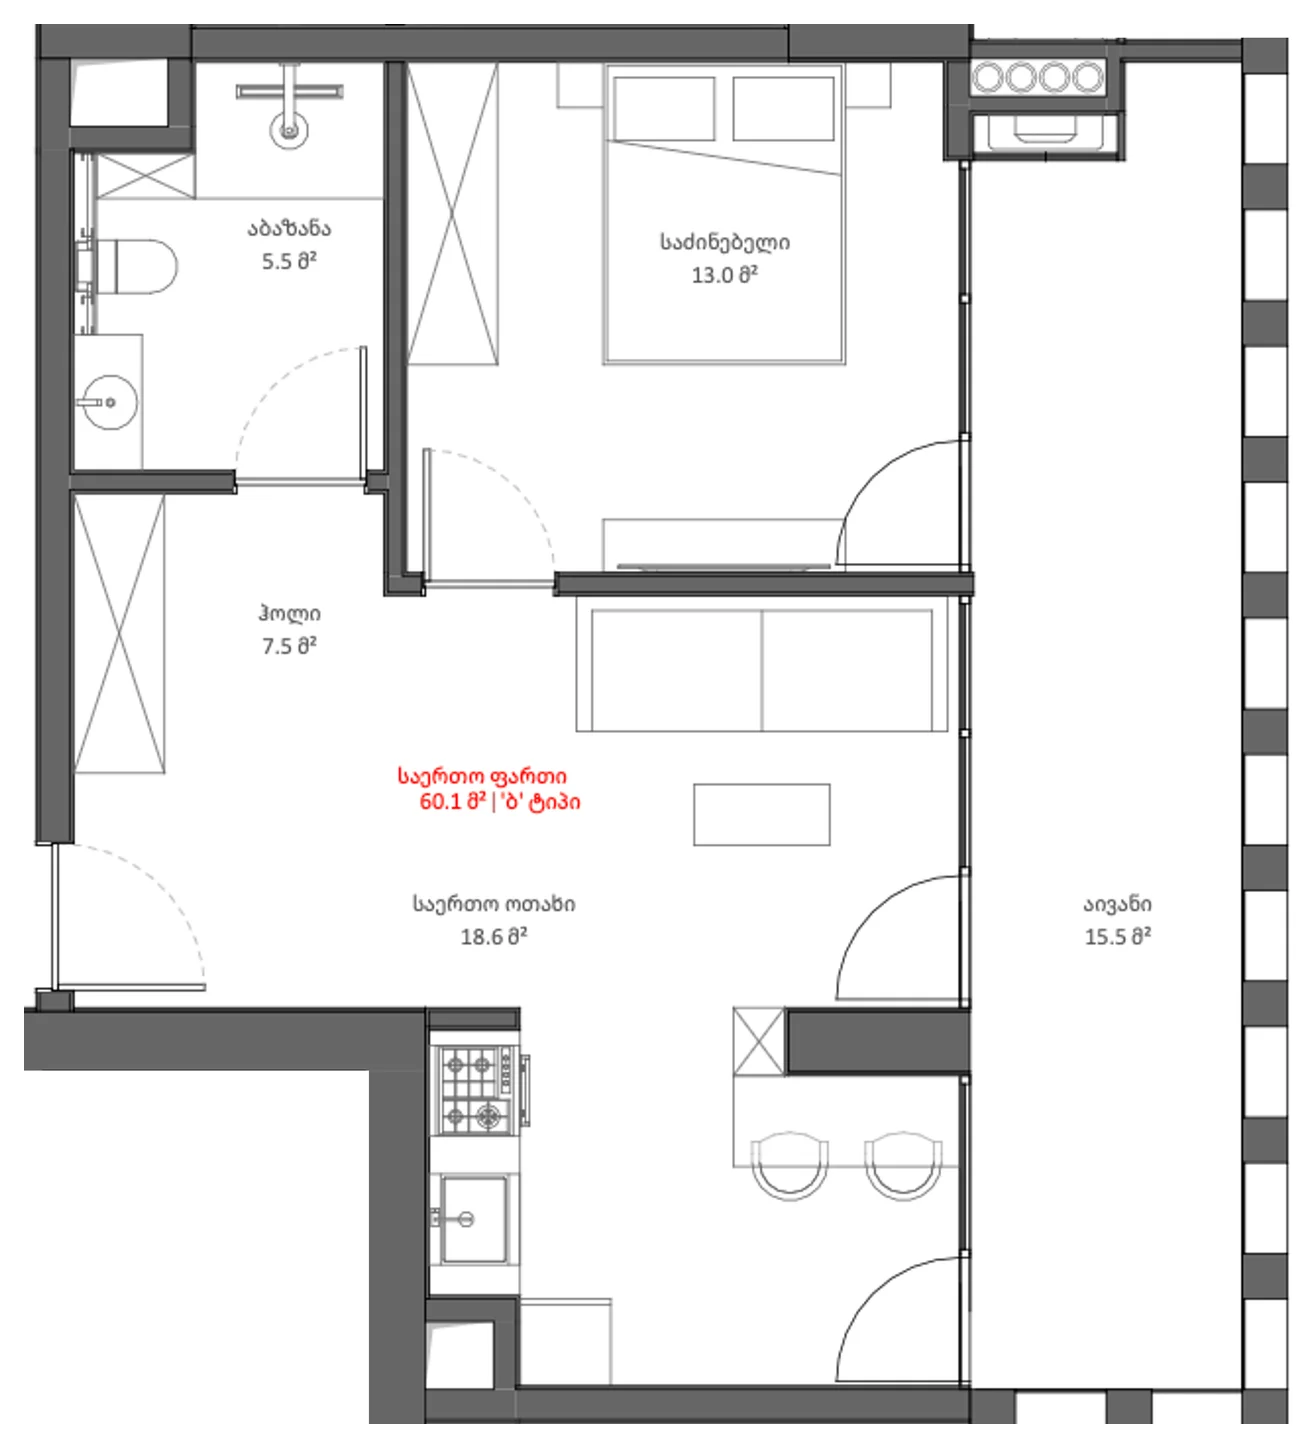 აბაზანა
5.5 მ²
საძინებელი
13.0 მ²
ჰოლი
7.5 მ²
საერთო ფართი
60.1 მ² | 'ბ' ტიპი
საერთო ოთახი
18.6 მ²
აივანი
15.5 მ²